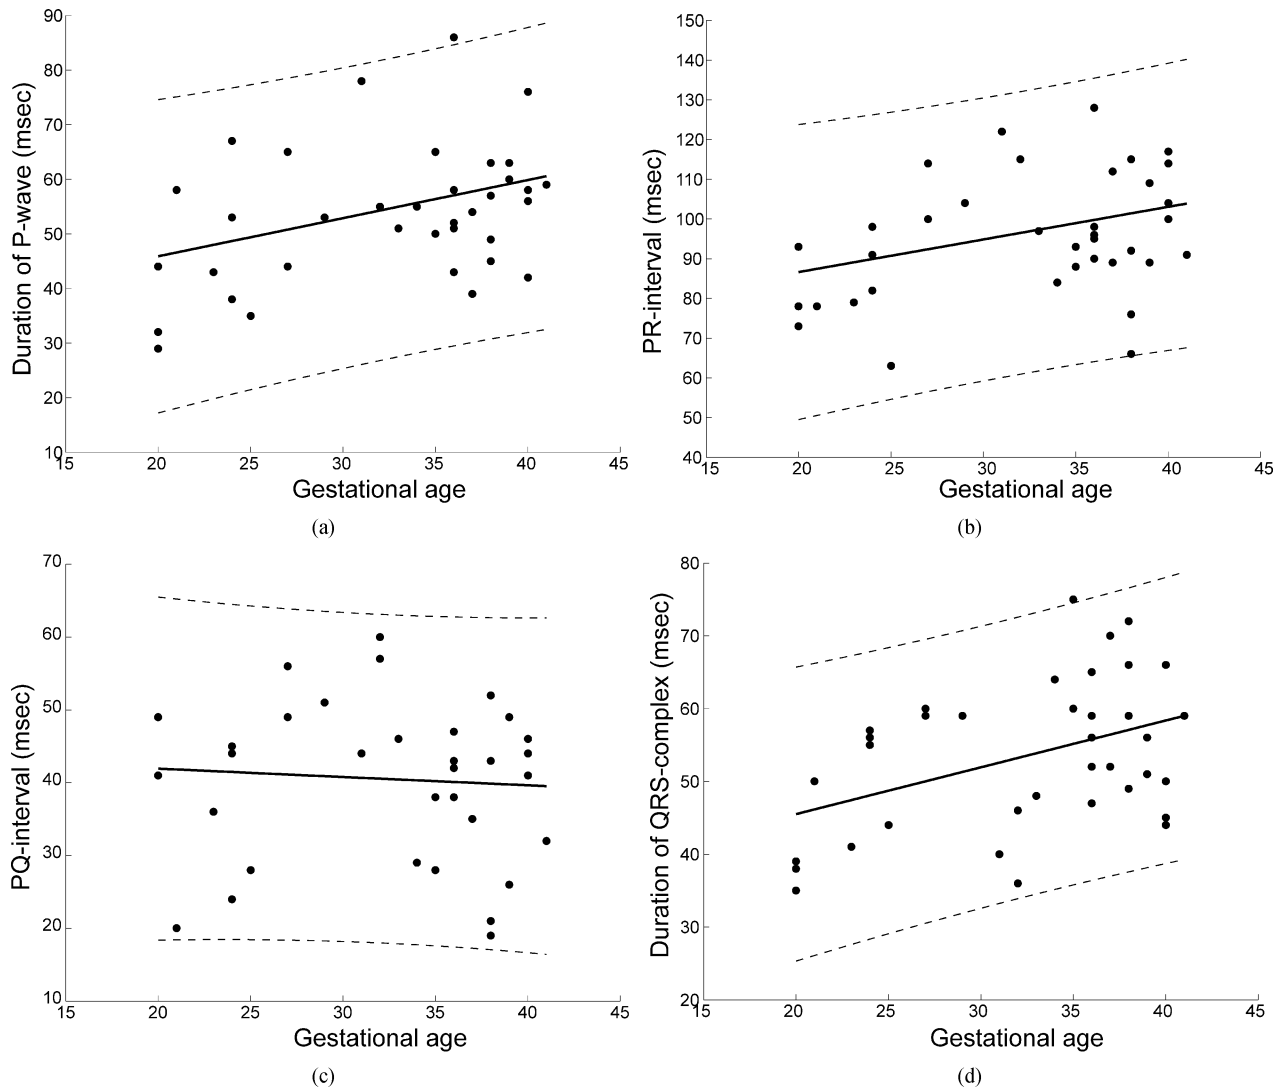 90
80
70
60
50
40
30
20
10
15 20 25 30 35 40 45
Duration of P-wave (msec)
Gestational age
(a)
150
140
130
120
110
100
90
80
70
60
50
40
15 20 25 30 35 40 45
PR-interval (msec)
Gestational age
(b)
70
60
50
40
30
20
10
15 20 25 30 35 40 45
PQ-interval (msec)
Gestational age
(c)
80
70
60
50
40
30
20
15 20 25 30 35 40 45
Duration of QRS-complex (msec)
Gestational age
(d)